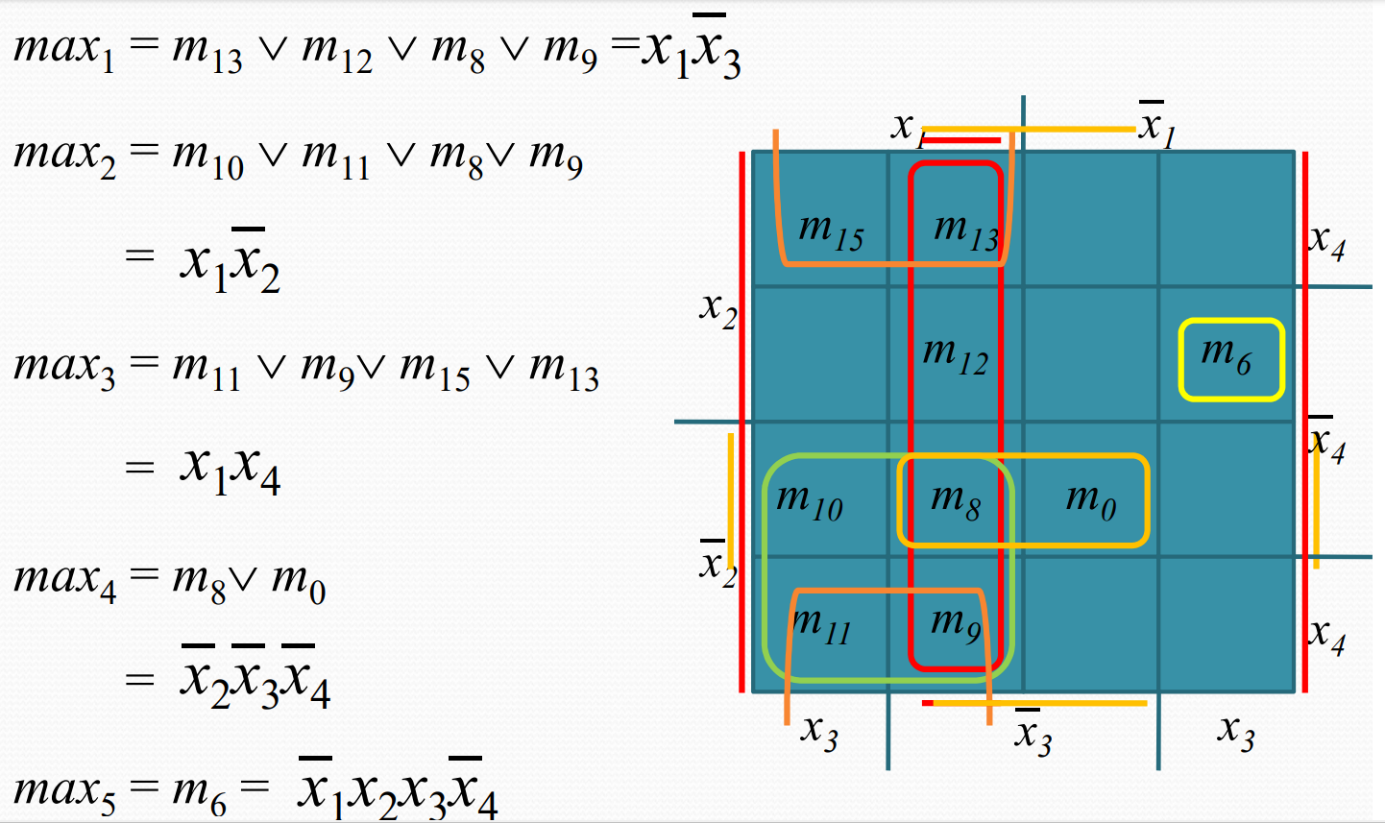 max₁ = m₁₃ ∨ m₁₂ ∨ m₈ ∨ m₉ =x₁x̅₃
max₂ = m₁₀ ∨ m₁₁ ∨ m₈∨ m₉
= x₁x̅₂
max₃ = m₁₁ ∨ m₉∨ m₁₅ ∨ m₁₃
= x₁x₄
max₄ = m₈∨ m₀
= x̅₂x̅₃x̅₄
max₅ = m₆ = x̅₁x₂x₃x̅₄
x₁ x̅₁
m₁₅ m₁₃ x₄
x₂
m₁₂ m₆
x̅₄
m₁₀ m₈ m₀
x̅₂
m₁₁ m₉ x₄
x₃ x̅₃ x₃